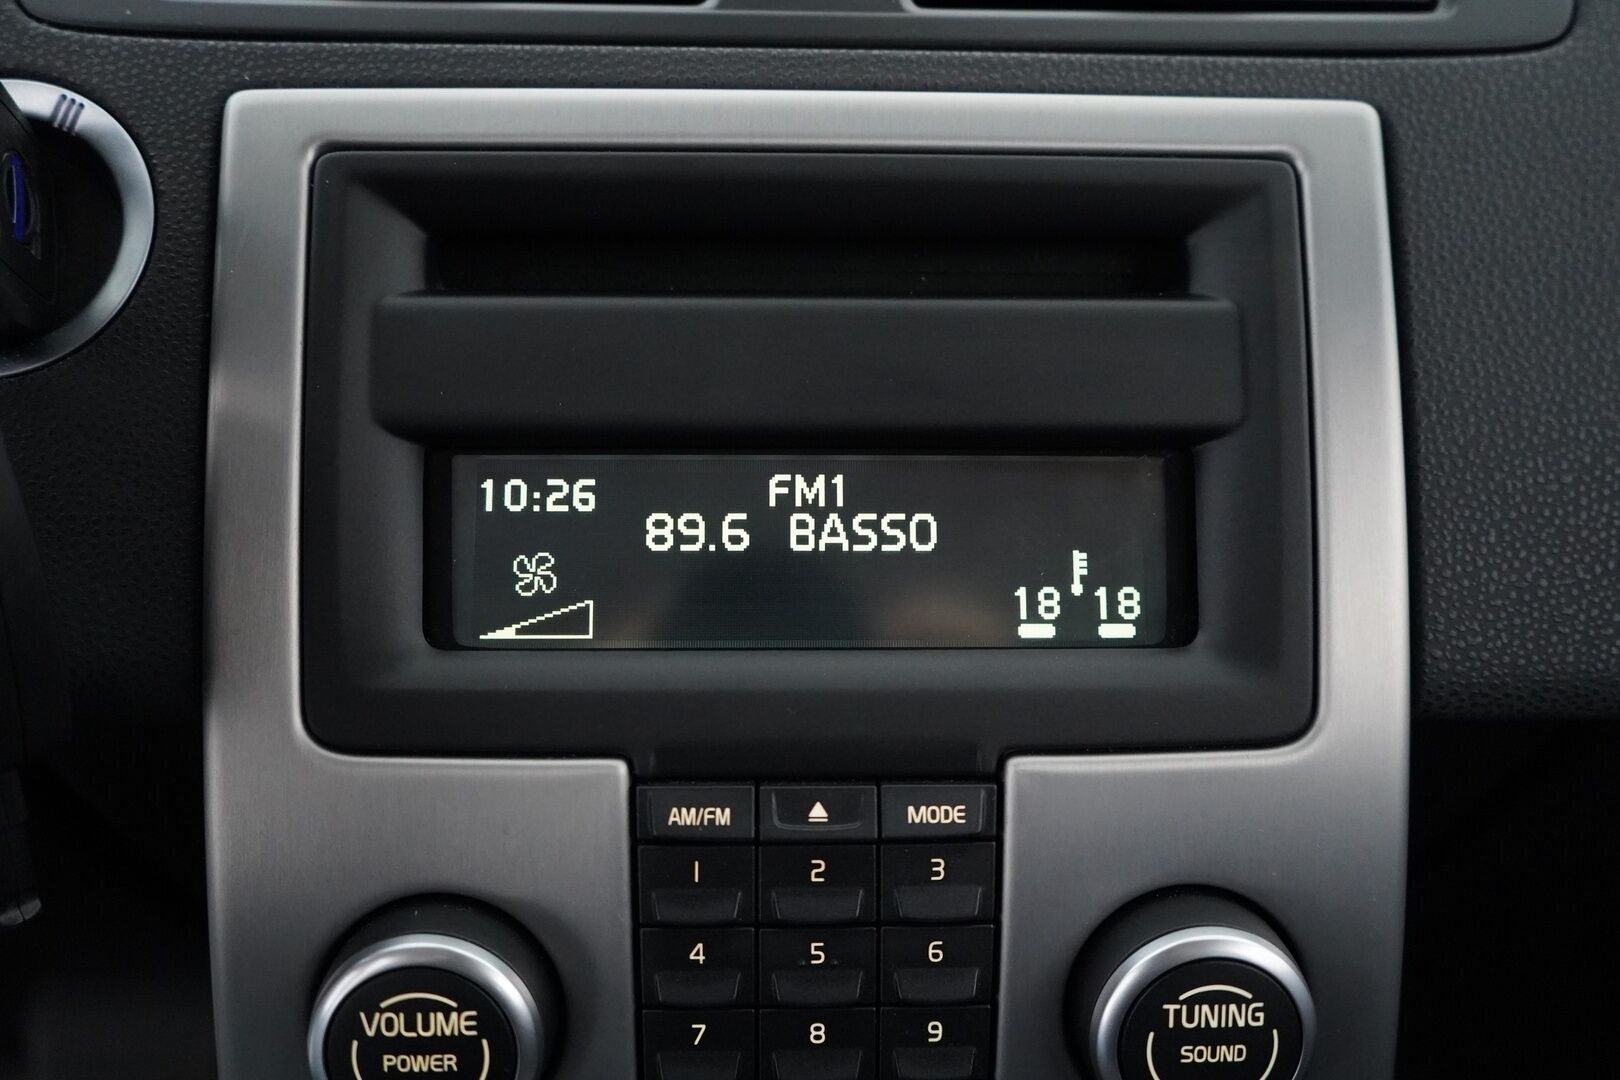 10:26
FM1
89.6 BASSO
18 18
AM/FM
MODE
1
2
3
4
5
6
7
8
9
VOLUME
POWER
TUNING
SOUND